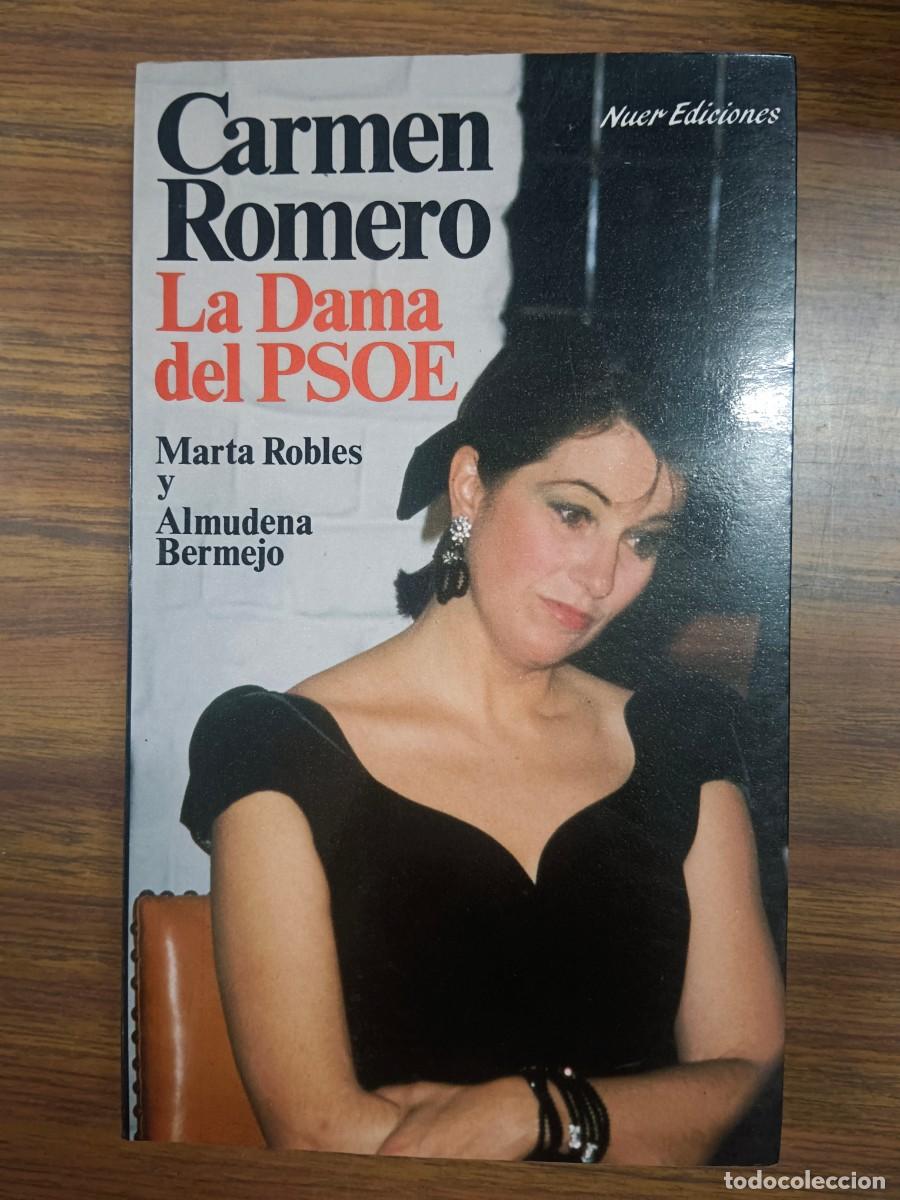 Nuer Ediciones
Carmen
Romero
La Dama
del PSOE
Marta Robles
y
Almudena
Bermejo
todocoleccion